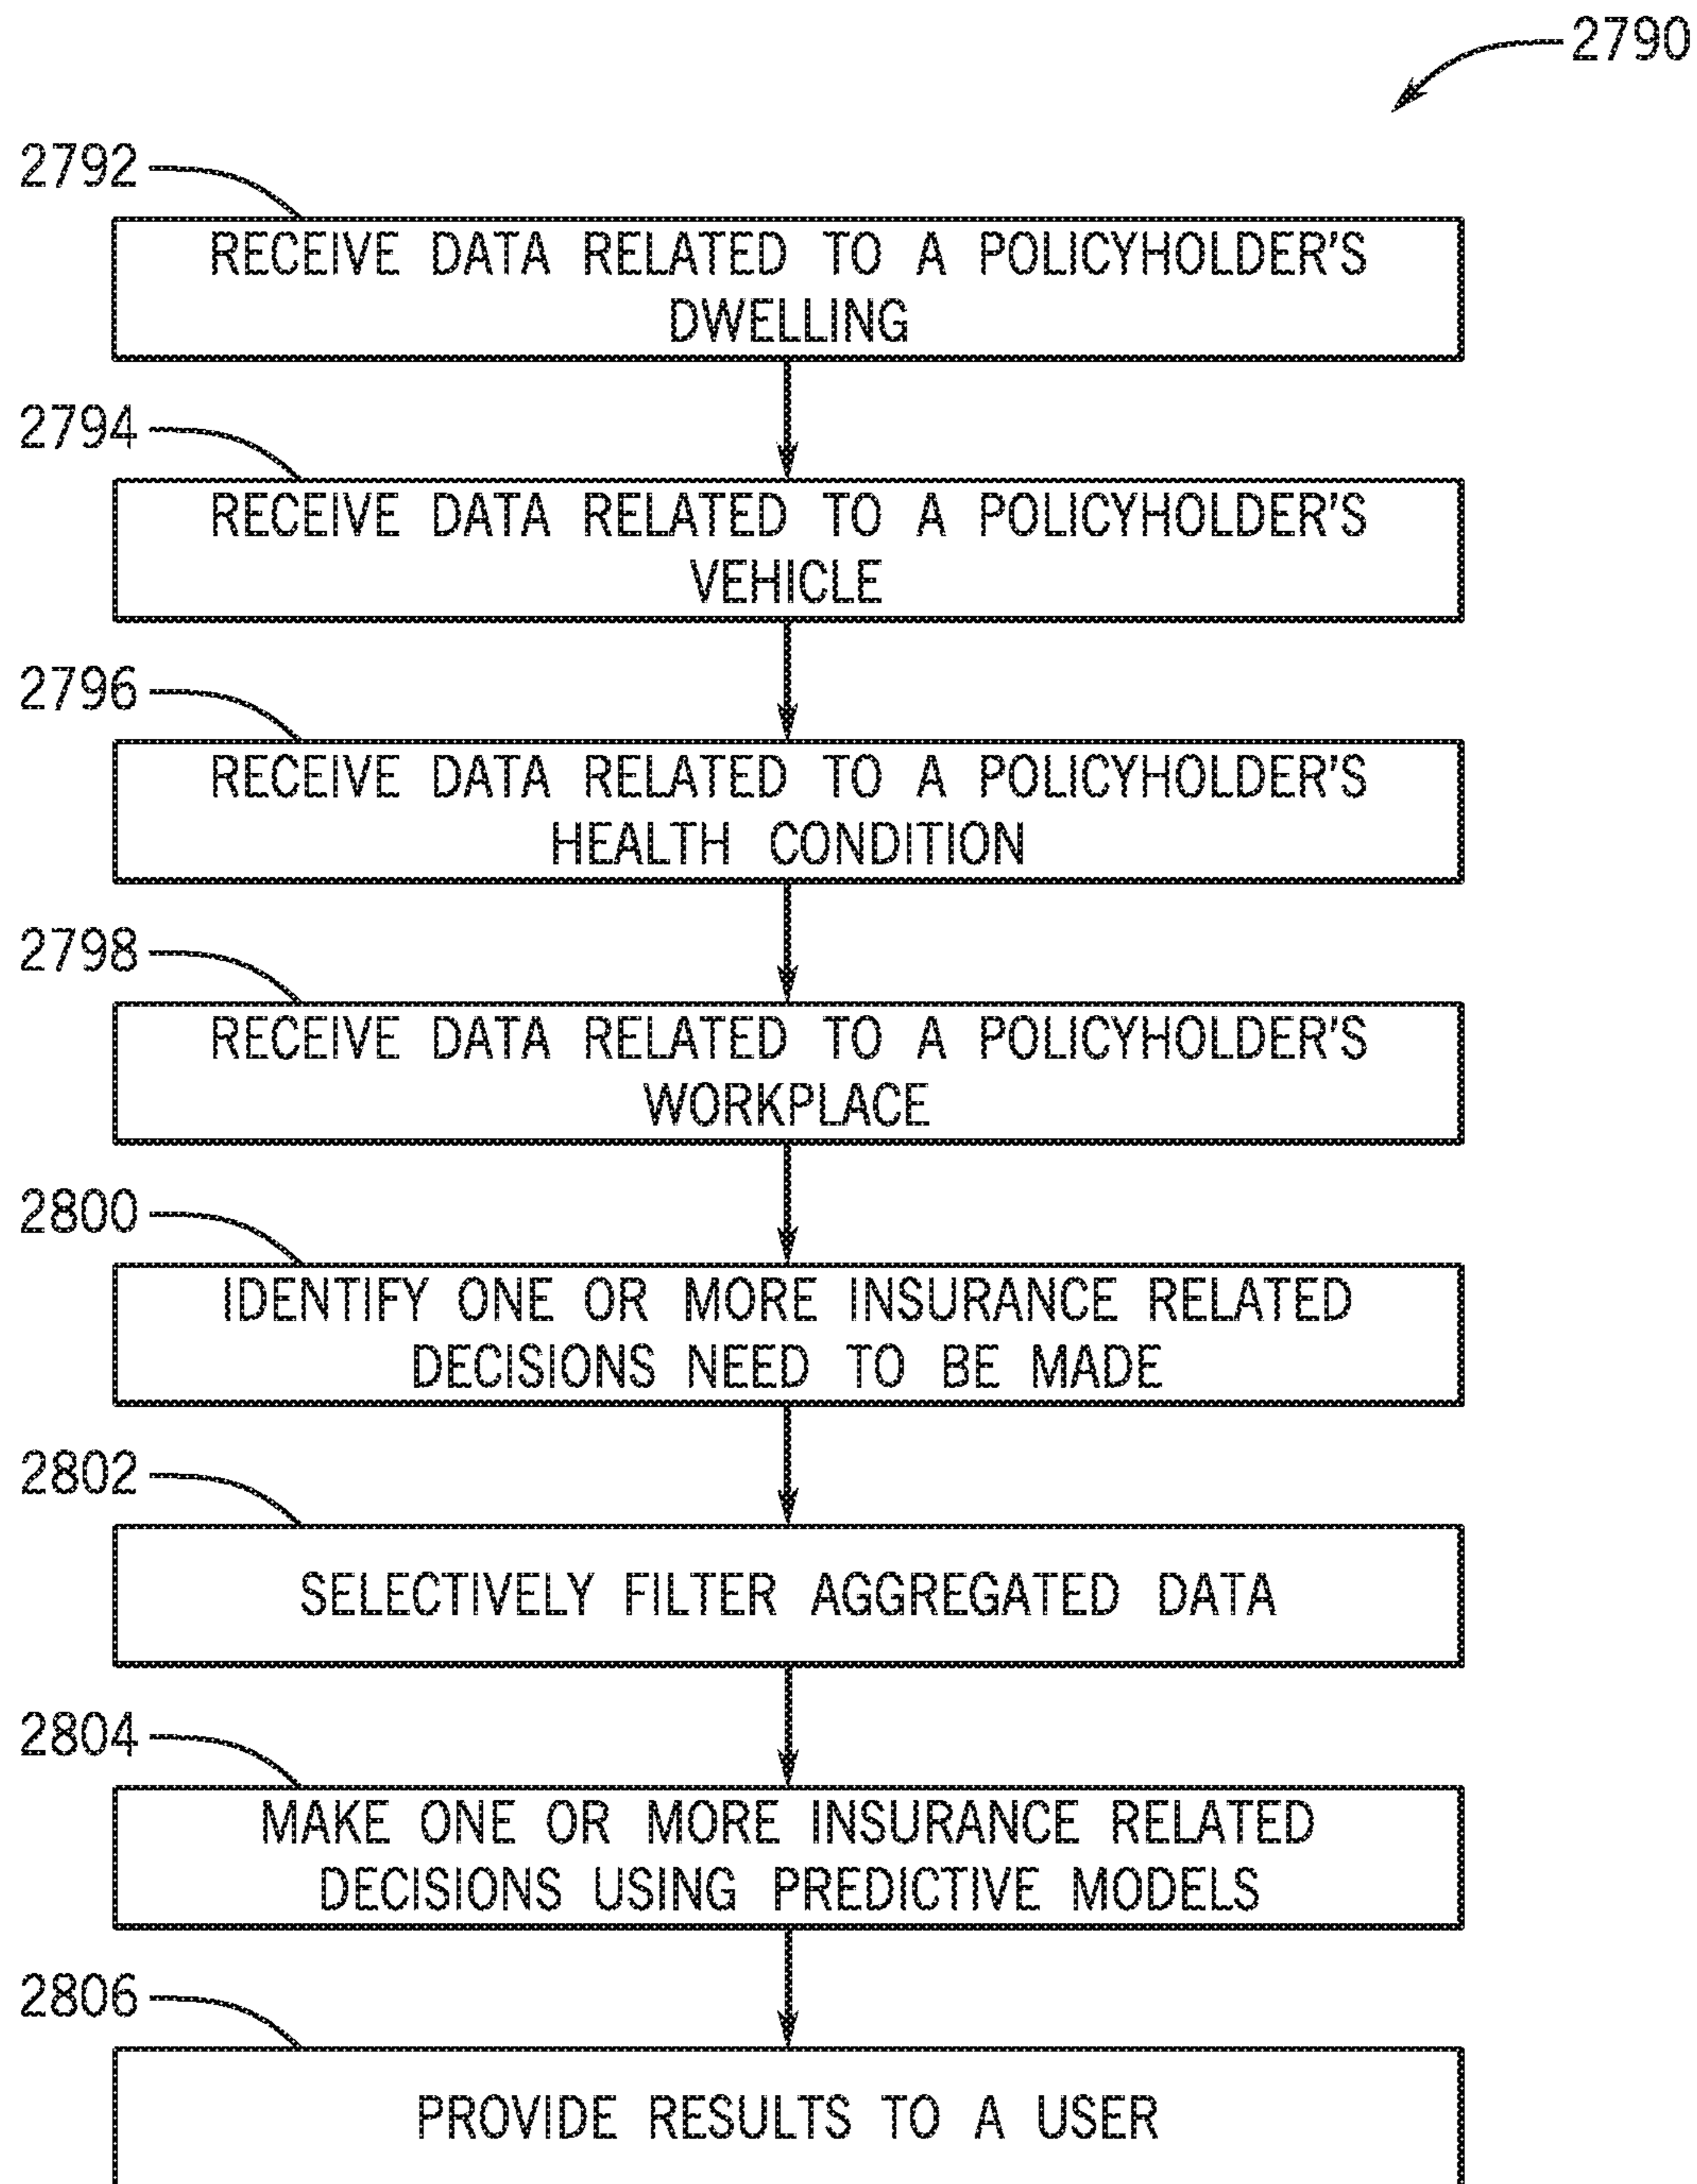 2790
2792
RECEIVE DATA RELATED TO A POLICYHOLDER'S
DWELLING
2794
RECEIVE DATA RELATED TO A POLICYHOLDER'S
VEHICLE
2796
RECEIVE DATA RELATED TO A POLICYHOLDER'S
HEALTH CONDITION
2798
RECEIVE DATA RELATED TO A POLICYHOLDER'S
WORKPLACE
2800
IDENTIFY ONE OR MORE INSURANCE RELATED
DECISIONS NEED TO BE MADE
2802
SELECTIVELY FILTER AGGREGATED DATA
2804
MAKE ONE OR MORE INSURANCE RELATED
DECISIONS USING PREDICTIVE MODELS
2806
PROVIDE RESULTS TO A USER